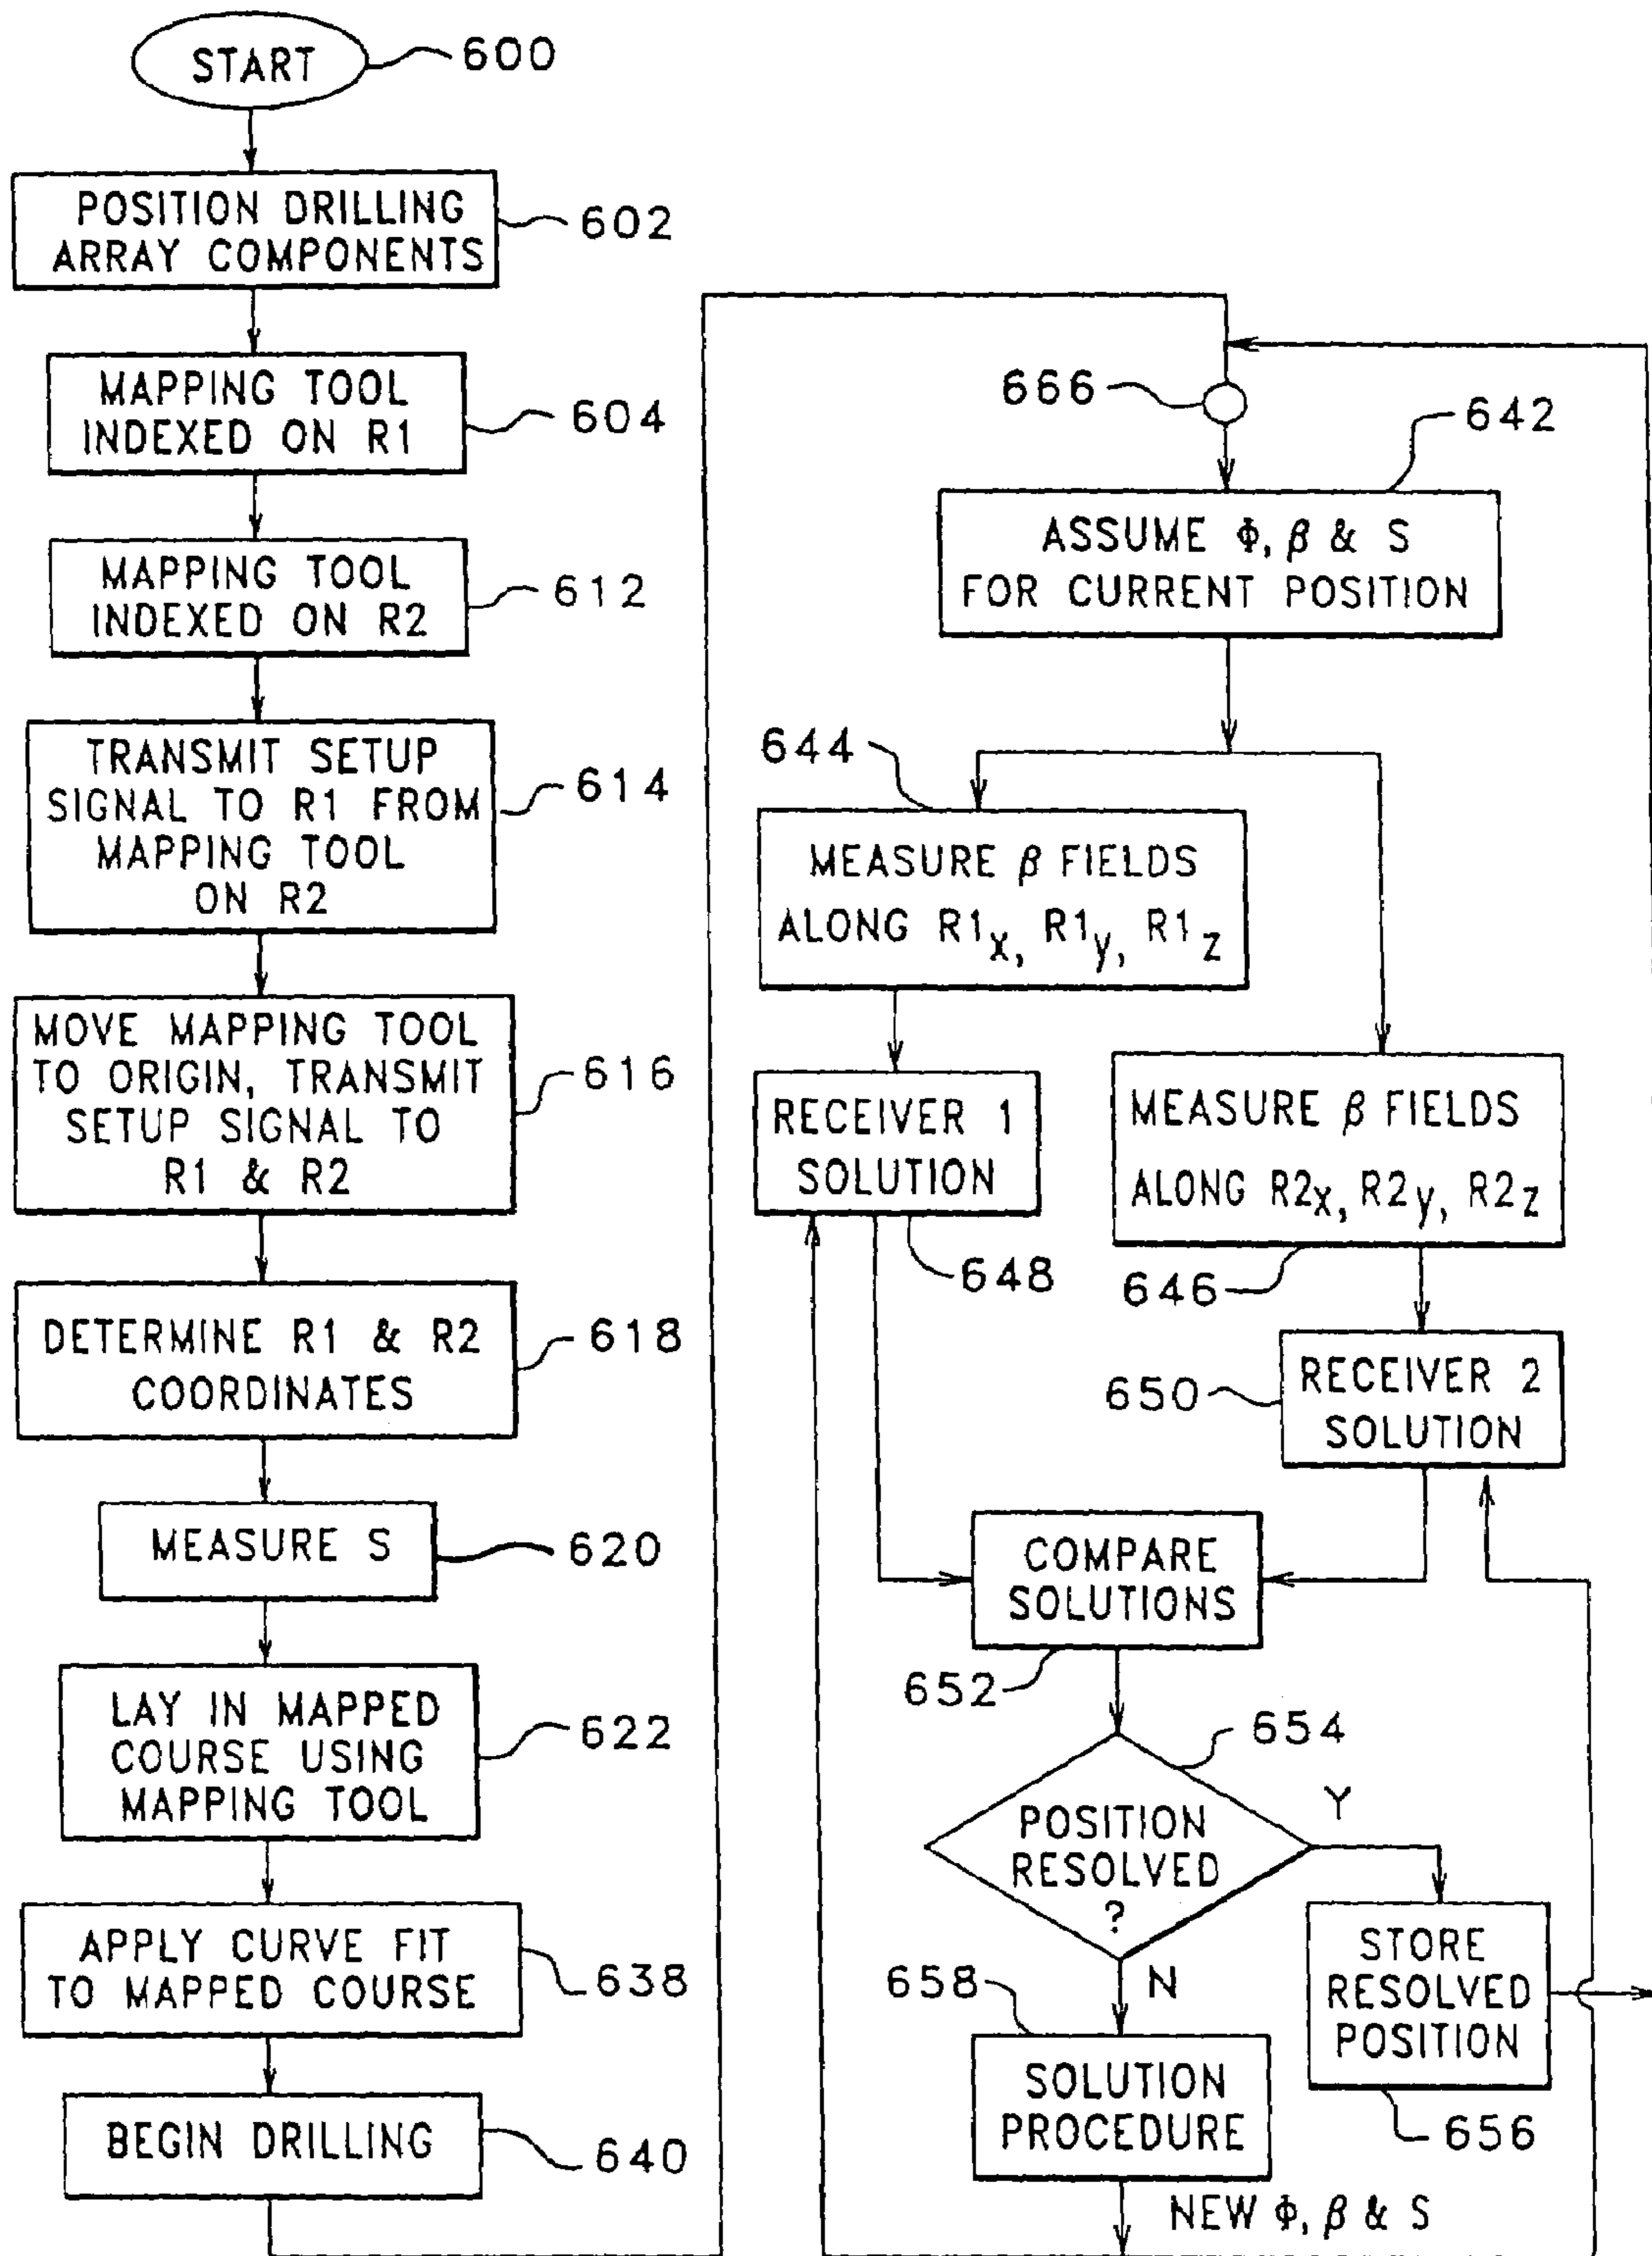 START
600
POSITION DRILLING
ARRAY COMPONENTS
602
MAPPING TOOL
INDEXED ON R1
604
MAPPING TOOL
INDEXED ON R2
612
TRANSMIT SETUP
SIGNAL TO R1 FROM
MAPPING TOOL
ON R2
614
MOVE MAPPING TOOL
TO ORIGIN, TRANSMIT
SETUP SIGNAL TO
R1 & R2
616
DETERMINE R1 & R2
COORDINATES
618
MEASURE S
620
LAY IN MAPPED
COURSE USING
MAPPING TOOL
622
APPLY CURVE FIT
TO MAPPED COURSE
638
BEGIN DRILLING
640
666
642
ASSUME Φ, β & S
FOR CURRENT POSITION
644
MEASURE β FIELDS
ALONG R1x, R1y, R1z
RECEIVER 1
SOLUTION
648
MEASURE β FIELDS
ALONG R2x, R2y, R2z
646
650
RECEIVER 2
SOLUTION
COMPARE
SOLUTIONS
652
654
POSITION
RESOLVED
?
Y
N
STORE
RESOLVED
POSITION
656
658
SOLUTION
PROCEDURE
NEW Φ, β & S